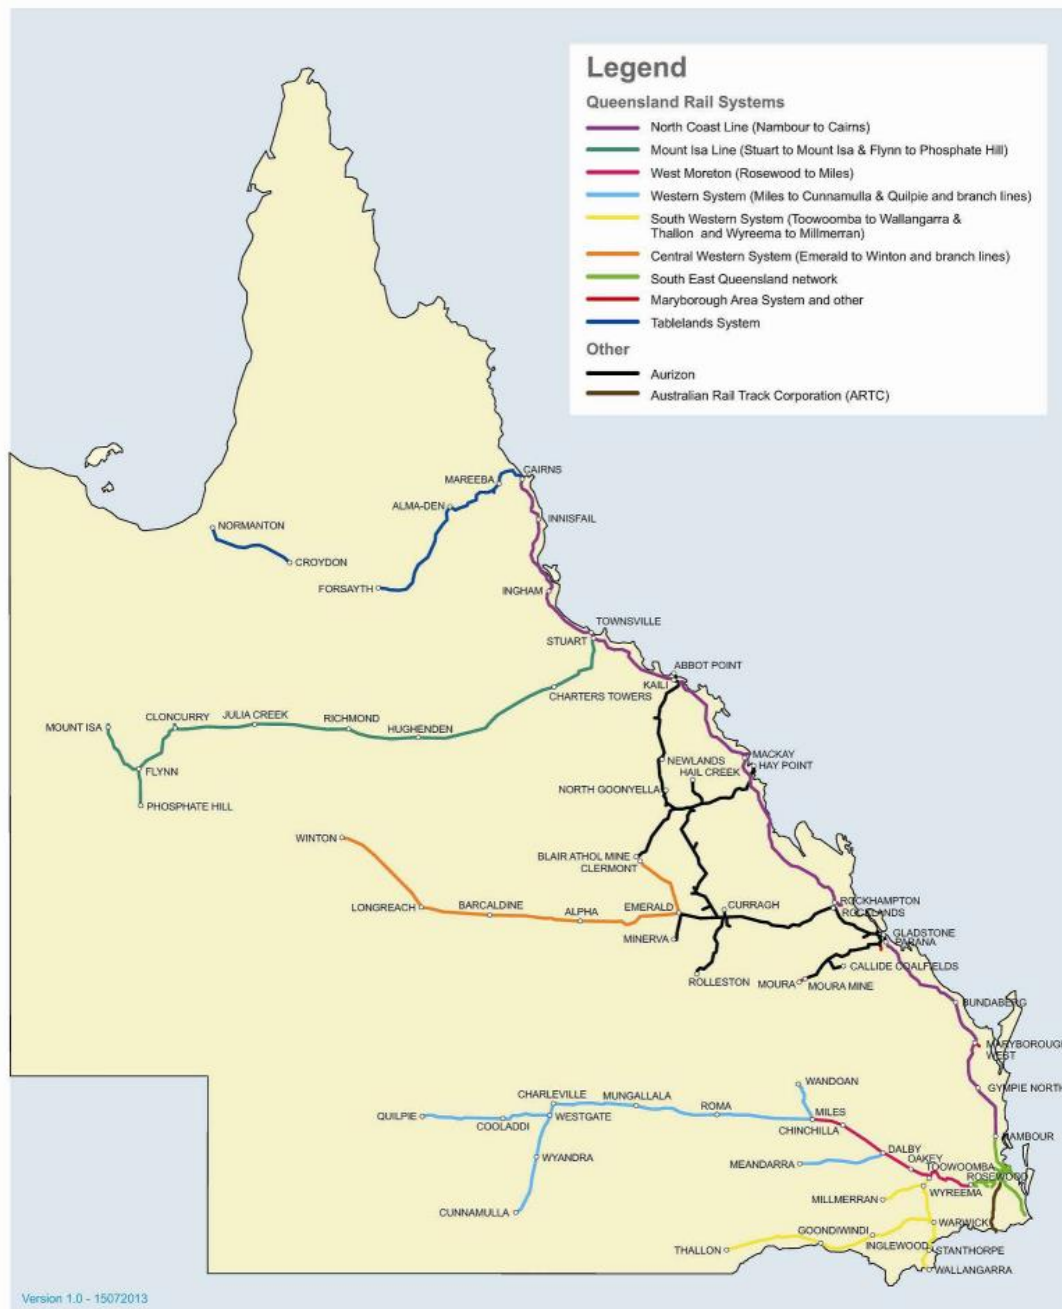 Legend
Queensland Rail Systems
North Coast Line (Nambour to Cairns)
Mount Isa Line (Stuart to Mount Isa & Flynn to Phosphate Hill)
West Moreton (Rosewood to Miles)
Western System (Miles to Cunnamulla & Quilpie and branch lines)
South Western System (Toowoomba to Wallangarra &
Thallon and Wyreema to Millmerran)
Central Western System (Emerald to Winton and branch lines)
South East Queensland network
Maryborough Area System and other
Tablelands System
Other
Aurizon
Australian Rail Track Corporation (ARTC)
CAIRNS
MAREEBA
ALMA-DEN
INNISFAIL
NORMANTON
CROYDON
FORSAYTH
INGHAM
TOWNSVILLE
STUART
ABBOT POINT
KAILI
CHARTERS TOWERS
JULIA CREEK
CLONCURRY
RICHMOND
MOUNT ISA
HUGHENDEN
MACKAY
NEWLANDS
HAY POINT
FLYNN
HAIL CREEK
NORTH GOONYELLA
PHOSPHATE HILL
WINTON
BLAIR ATHOL MINE
CLERMONT
ROCKHAMPTON
LONGREACH
BARCALDINE
EMERALD
CURRAGH
ROCKLANDS
ALPHA
GLADSTONE
MINERVA
PARANA
CALLIDE COALFIELDS
ROLLESTON
MOURA
MOURA MINE
BUNDABERG
MARYBOROUGH
WEST
WANDOAN
GYMPIE NORTH
CHARLEVILLE
MUNGALLALA
ROMA
MILES
QUILPIE
WESTGATE
COOLADDI
CHINCHILLA
NAMBOUR
DALBY
WYANDRA
OAKEY
MEANDARRA
TOOWOOMBA
ROSEWOOD
WYREEMA
MILLMERRAN
CUNNAMULLA
WARWICK
GOONDIWINDI
INGLEWOOD
THALLON
STANTHORPE
WALLANGARRA
Version 1.0 - 15072013